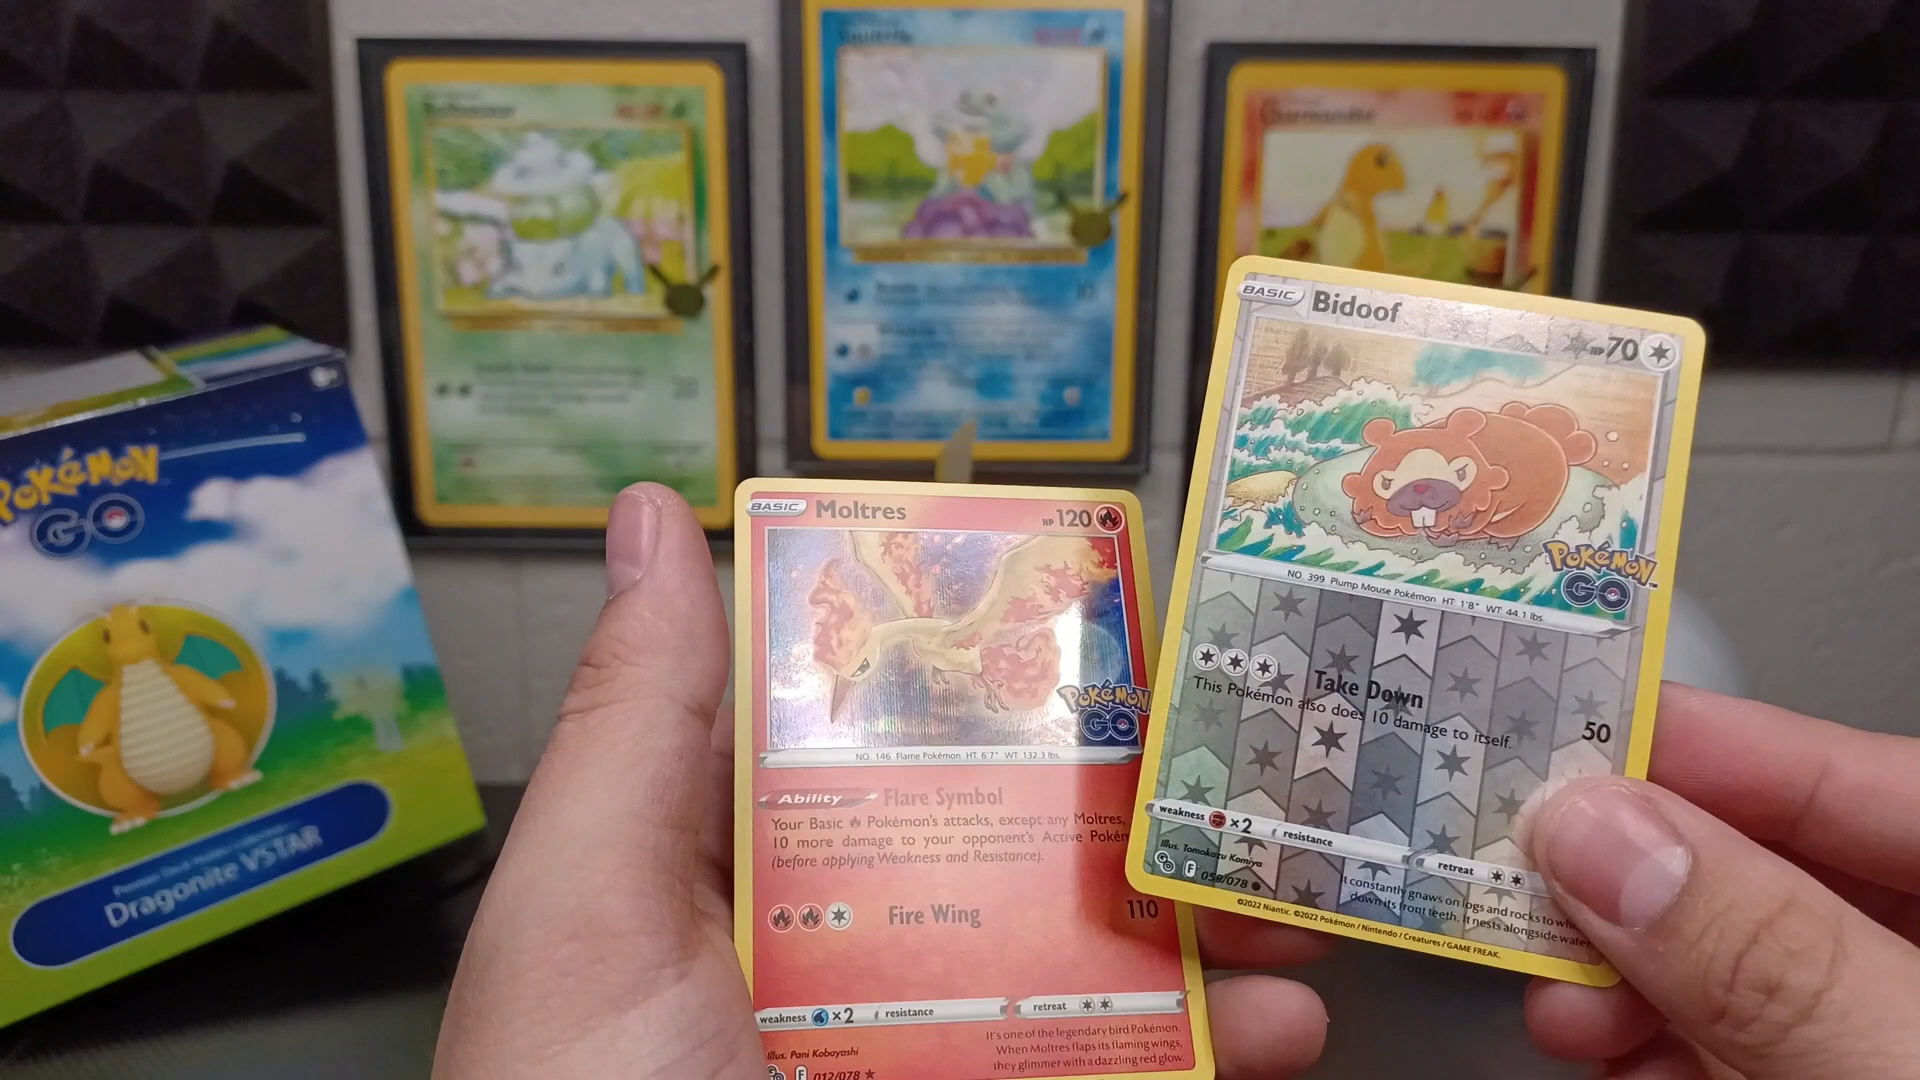 Squirtle
Bulbasaur
Charmander
POKÉMON
GO
Dragonite VSTAR
BASIC Moltres HP 120
POKÉMON
GO
NO. 146 Flame Pokémon HT: 6'7" WT: 132.3 lbs.
Ability Flare Symbol
Your Basic Pokémon's attacks, except any Moltres,
10 more damage to your opponent's Active
(before applying Weakness and Resistance).
Fire Wing 110
weakness ×2 resistance retreat
It's one of the legendary bird Pokémon.
When Moltres flaps its flaming wings,
they glimmer with a dazzling red glow.
Illus. Pani Kobayashi
F 012/078 ★
BASIC Bidoof HP 70
POKÉMON
GO
NO. 399 Plump Mouse Pokémon HT: 1'8" WT: 44.1 lbs.
Take Down 50
This Pokémon also does 10 damage to itself.
weakness ×2 resistance retreat
Illus. Tomokazu Komiya
F 059/078 ●
It constantly gnaws on logs and rocks to
down its front teeth. It nests alongside
©2022 Niantic. ©2022 Pokémon / Nintendo / Creatures / GAME FREAK.